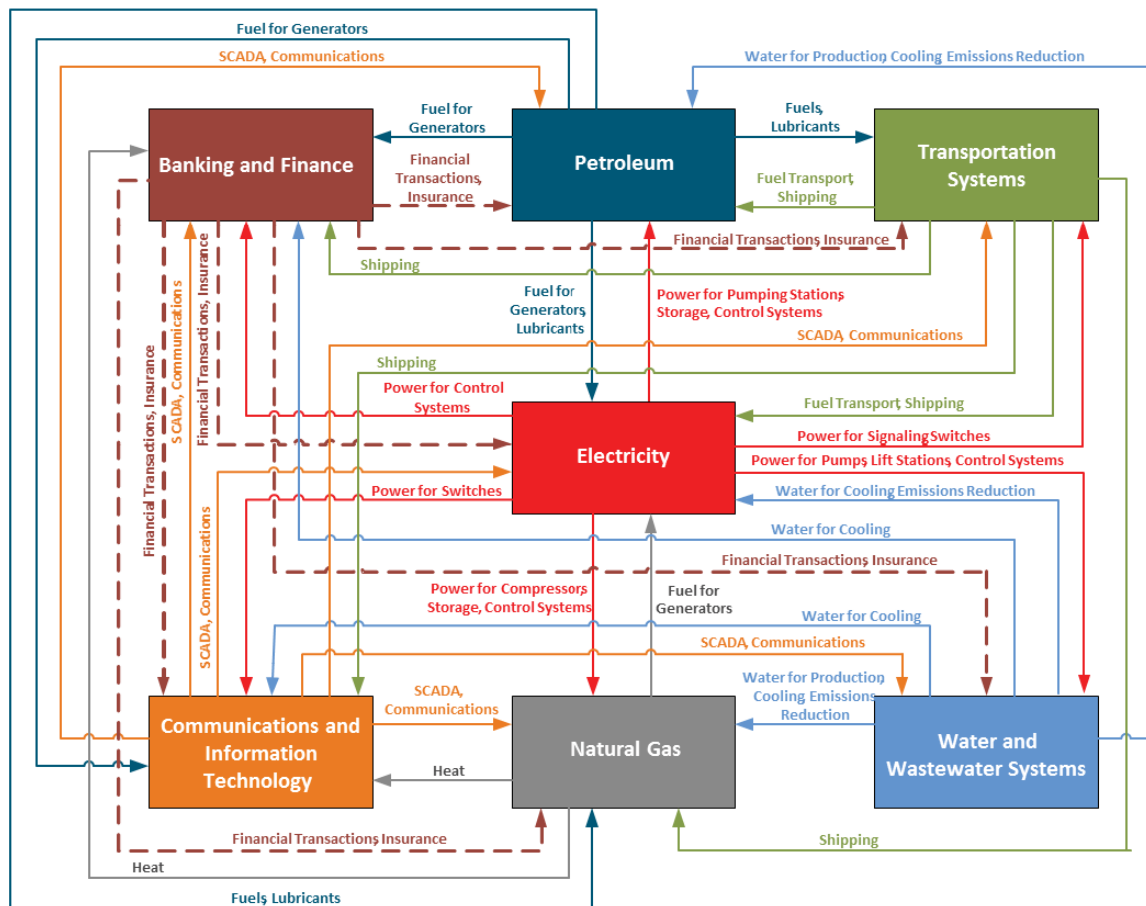 Fuel for Generators
SCADA, Communications
Water for Production, Cooling Emissions Reduction
Fuel for
Generators
Fuels,
Lubricants
Banking and Finance
Petroleum
Transportation
Systems
Financial
Transactions,
Insurance
Fuel Transport, Shipping
Financial Transactions, Insurance
Shipping
Fuel for
Generators,
Lubricants
Power for Pumping Stations,
Storage, Control Systems
SCADA, Communications
Financial Transactions, Insurance
SCADA, Communications
Financial Transactions, Insurance
Shipping
Power for Control
Systems
Fuel Transport, Shipping
Electricity
Power for Signaling Switches
Power for Pumps, Lift Stations, Control Systems
Power for Switches
Water for Cooling Emissions Reduction
Water for Cooling
SCADA, Communications
Financial Transactions, Insurance
Power for Compressors,
Storage, Control Systems
Fuel for
Generators
Water for Cooling
SCADA, Communications
SCADA,
Communications
Water for Production,
Cooling Emissions
Reduction
Communications and
Information
Technology
Natural Gas
Water and
Wastewater Systems
Heat
Financial Transactions, Insurance
Shipping
Heat
Fuels, Lubricants